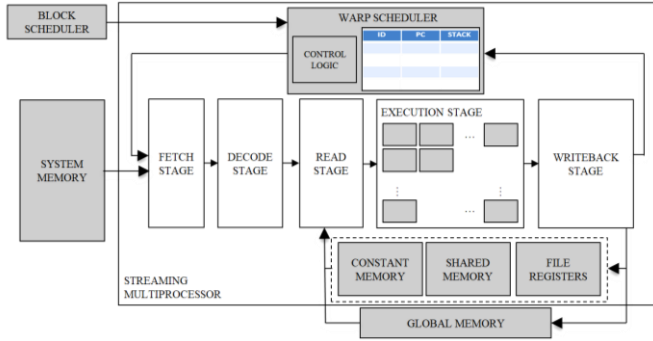 BLOCK
SCHEDULER
WARP SCHEDULER
CONTROL
LOGIC
ID PC STACK
SYSTEM
MEMORY
FETCH
STAGE
DECODE
STAGE
READ
STAGE
EXECUTION STAGE
...
...
...
WRITEBACK
STAGE
STREAMING
MULTIPROCESSOR
CONSTANT
MEMORY
SHARED
MEMORY
FILE
REGISTERS
GLOBAL MEMORY